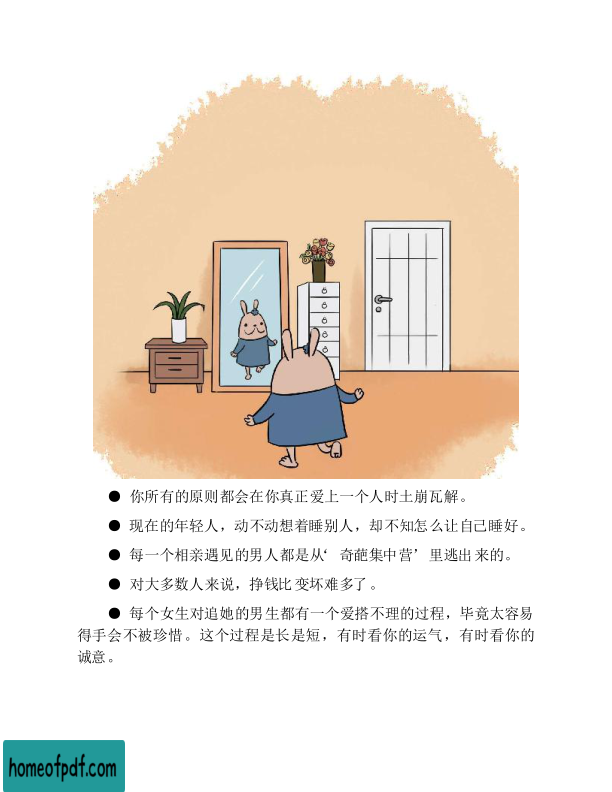 ● 你所有的原则都会在你真正爱上一个人时土崩瓦解。
● 现在的年轻人，动不动想着睡别人，却不知怎么让自己睡好。
● 每一个相亲遇见的男人都是从‘奇葩集中营’里逃出来的。
● 对大多数人来说，挣钱比变坏难多了。
● 每个女生对追她的男生都有一个爱搭不理的过程，毕竟太容易
得手会不被珍惜。这个过程是长是短，有时看你的运气，有时看你的
诚意。
homeofpdf.com